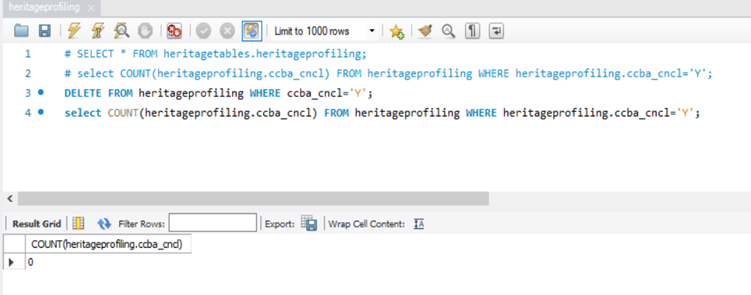 heritageprofiling
Limit to 1000 rows
1 # SELECT * FROM heritagetables.heritageprofiling;
2 # select COUNT(heritageprofiling.ccba_cncl) FROM heritageprofiling WHERE heritageprofiling.ccba_cncl='Y';
3 DELETE FROM heritageprofiling WHERE ccba_cncl='Y';
4 select COUNT(heritageprofiling.ccba_cncl) FROM heritageprofiling WHERE heritageprofiling.ccba_cncl='Y';
Result Grid Filter Rows: Export: Wrap Cell Content:
COUNT(heritageprofiling.ccba_cncl)
0